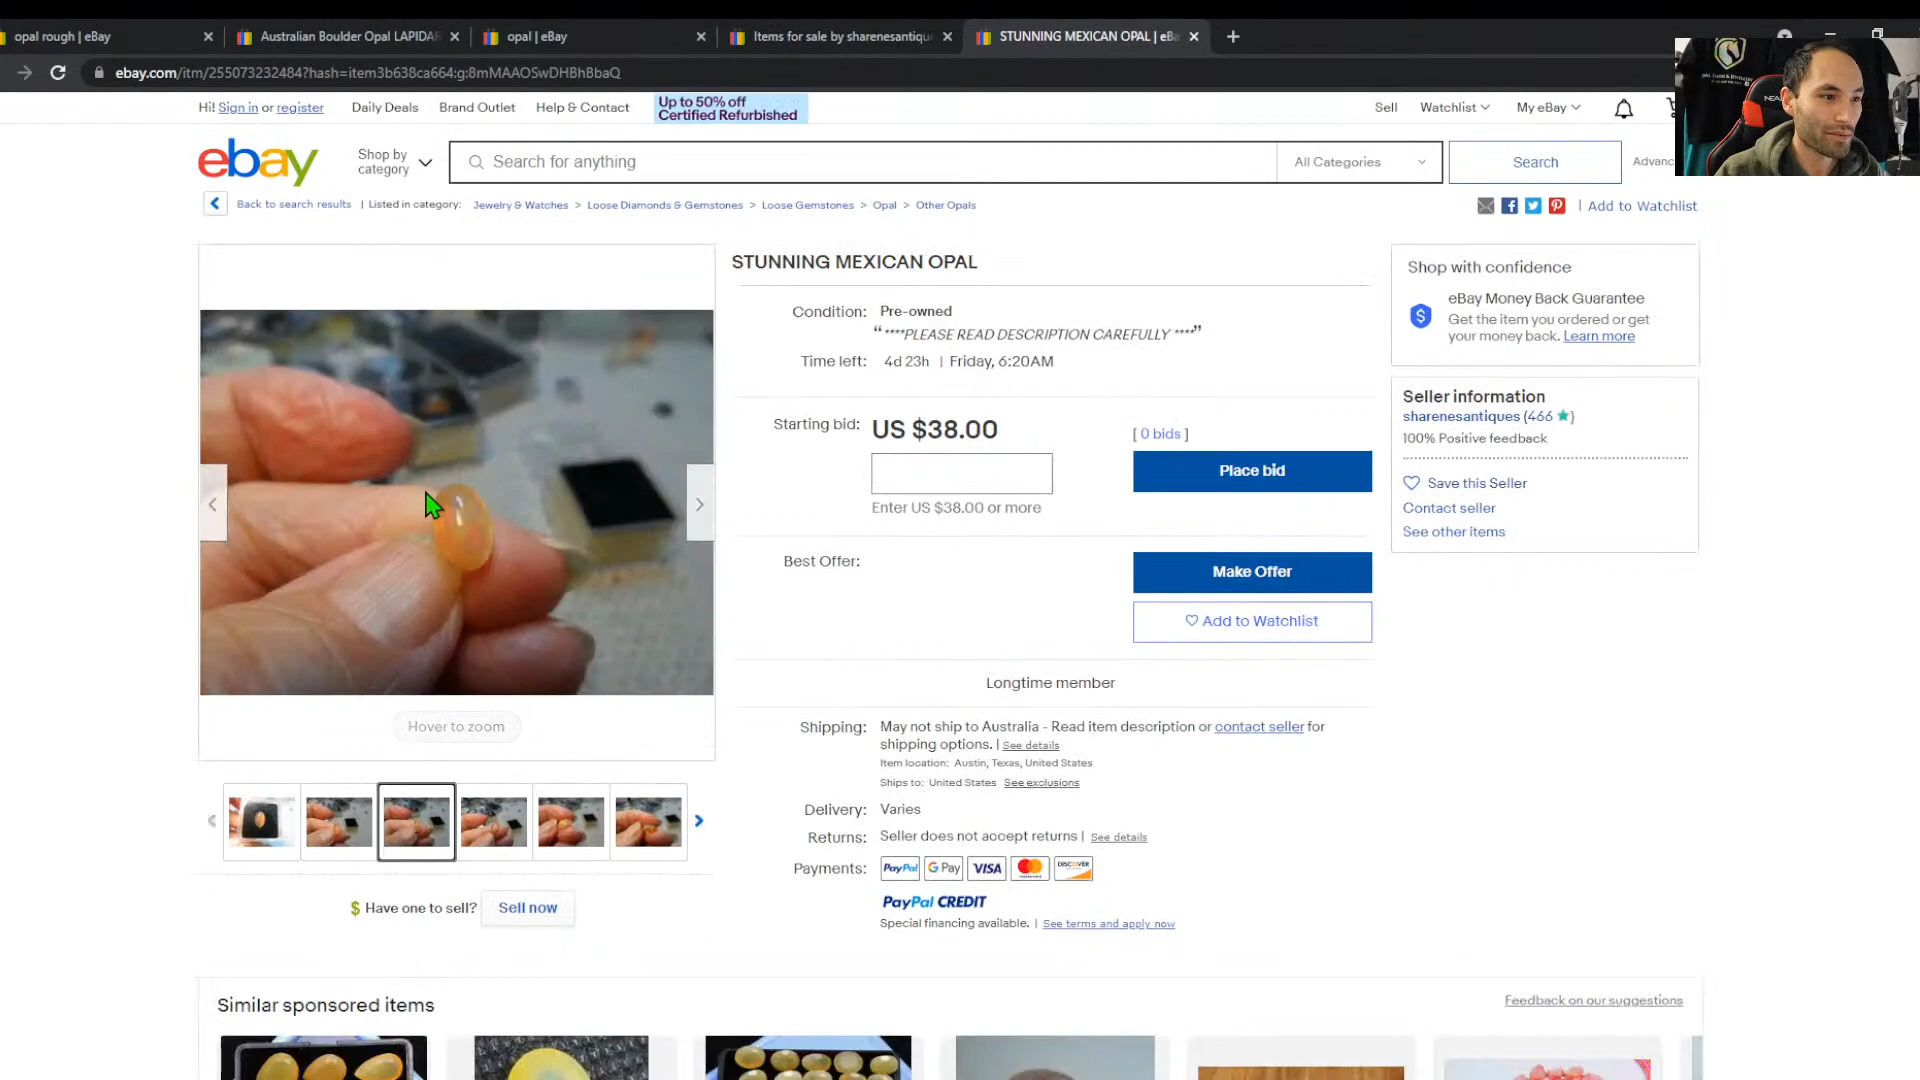 opal rough | eBay
Australian Boulder Opal LAPIDAR
opal | eBay
Items for sale by sharenesantique
STUNNING MEXICAN OPAL | eBa
ebay.com/itm/255073232484?hash=item3b638ca664:g:8mMAAOSwDHBhBbaQ
Hi! Sign in or register
Daily Deals
Brand Outlet
Help & Contact
Up to 50% off
Certified Refurbished
Sell
Watchlist
My eBay
ebay
Shop by
category
Search for anything
All Categories
Search
Advanc
Back to search results | Listed in category: Jewelry & Watches > Loose Diamonds & Gemstones > Loose Gemstones > Opal > Other Opals
| Add to Watchlist
STUNNING MEXICAN OPAL
Condition: Pre-owned
"****PLEASE READ DESCRIPTION CAREFULLY ****"
Time left: 4d 23h | Friday, 6:20AM
Starting bid: US $38.00
[ 0 bids ]
Place bid
Enter US $38.00 or more
Best Offer:
Make Offer
Add to Watchlist
Longtime member
Shipping: May not ship to Australia - Read item description or contact seller for
shipping options. | See details
Item location: Austin, Texas, United States
Ships to: United States See exclusions
Delivery: Varies
Returns: Seller does not accept returns | See details
Payments: PayPal G Pay VISA DISCOVER
PayPal CREDIT
Special financing available. | See terms and apply now
Shop with confidence
eBay Money Back Guarantee
Get the item you ordered or get
your money back. Learn more
Seller information
sharenesantiques (466 )
100% Positive feedback
Save this Seller
Contact seller
See other items
Hover to zoom
$ Have one to sell? Sell now
Similar sponsored items
Feedback on our suggestions